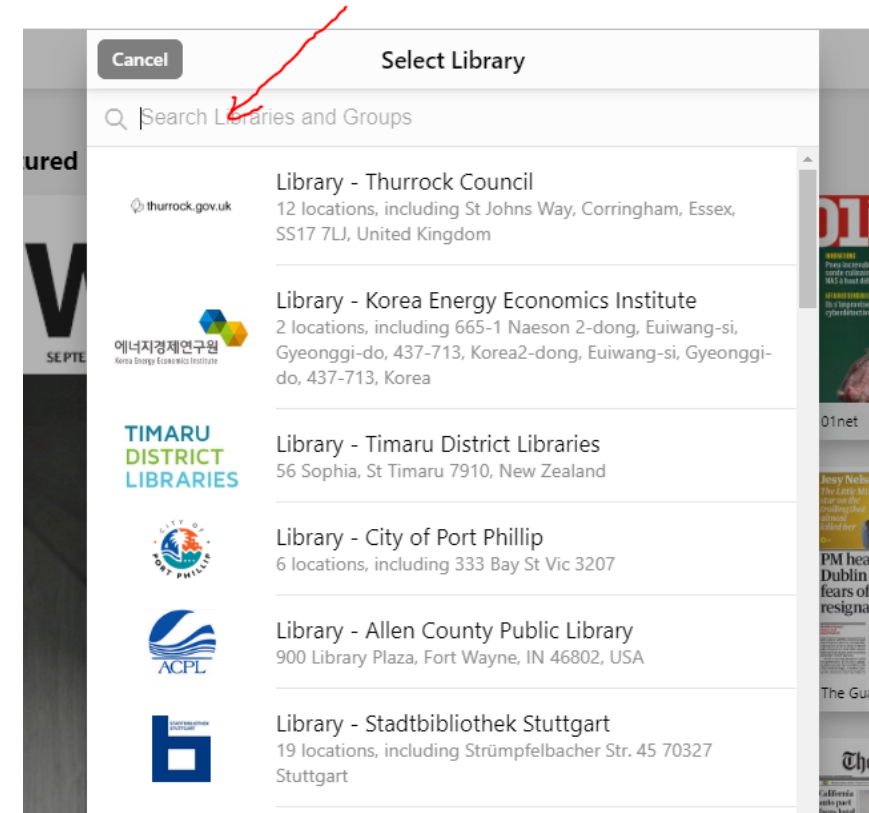 Cancel
Select Library
Search Libraries and Groups
tured
thurrock.gov.uk
Library - Thurrock Council
12 locations, including St Johns Way, Corringham, Essex,
SS17 7LJ, United Kingdom
에너지경제연구원
Korea Energy Economics Institute
Library - Korea Energy Economics Institute
2 locations, including 665-1 Naeson 2-dong, Euiwang-si,
Gyeonggi-do, 437-713, Korea2-dong, Euiwang-si, Gyeonggi-
do, 437-713, Korea
SEPTE
TIMARU
DISTRICT
LIBRARIES
Library - Timaru District Libraries
56 Sophia, St Timaru 7910, New Zealand
CITY OF
PORT PHILLIP
Library - City of Port Phillip
6 locations, including 333 Bay St Vic 3207
ACPL
Library - Allen County Public Library
900 Library Plaza, Fort Wayne, IN 46802, USA
STADTBIBLIOTHEK
STUTTGART
Library - Stadtbibliothek Stuttgart
19 locations, including Strümpfelbacher Str. 45 70327
Stuttgart
01net
PM hea
Dublin
fears of
resigna
The Gua
The